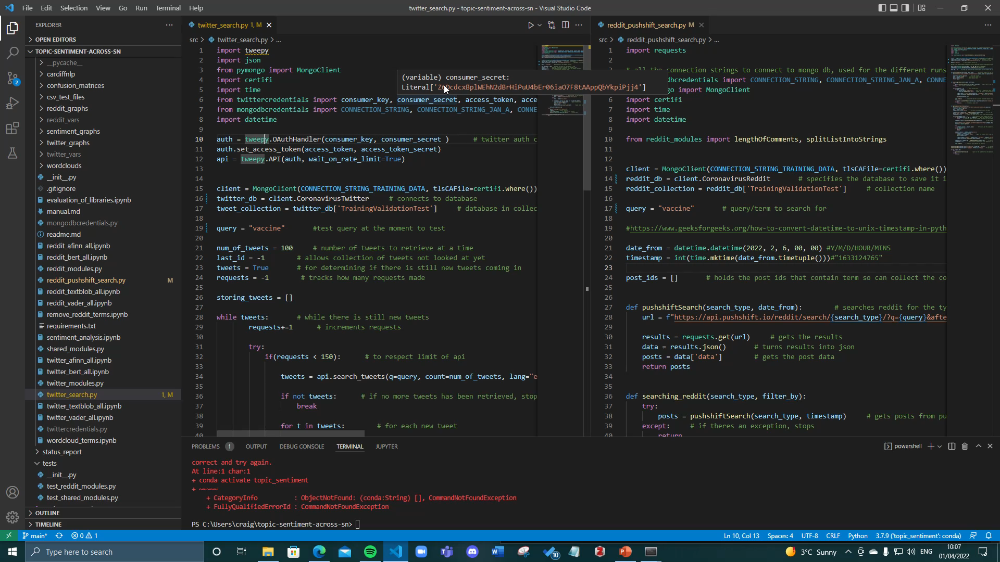 File Edit Selection View Go Run Terminal Help
twitter_search.py - topic-sentiment-across-sn - Visual Studio Code
EXPLORER
OPEN EDITORS
TOPIC-SENTIMENT-ACROSS-SN
__pycache__
cardiffnlp
confusion_matrices
csv_test_files
reddit_graphs
reddit_vars
sentiment_graphs
twitter_graphs
twitter_vars
wordclouds
__init__.py
.gitignore
evaluation_of_libraries.ipynb
manual.md
mongodbcredentials.py
readme.md
reddit_afinn_all.ipynb
reddit_bert_all.ipynb
reddit_modules.py
reddit_pushshift_search.py M
reddit_textblob_all.ipynb
reddit_vader_all.ipynb
remove_reddit_terms.ipynb
requirements.txt
sentiment_analysis.ipynb
shared_modules.py
twitter_afinn_all.ipynb
twitter_bert_all.ipynb
twitter_modules.py
twitter_search.py 1, M
twitter_textblob_all.ipynb
twitter_vader_all.ipynb
twittercredentials.py
wordcloud_terms.ipynb
status_report
tests
__init__.py
test_reddit_modules.py
test_shared_modules.py
OUTLINE
TIMELINE
twitter_search.py 1, M
src > twitter_search.py > ...
1 import tweepy
2 import json
3 from pymongo import MongoClient
4 import certifi
5 import time
6 from twittercredentials import consumer_key, consumer_secret, access_token, acce
7 from mongodbcredentials import CONNECTION_STRING, CONNECTION_STRING_JAN_A, CONNE
8 import datetime
9
10 auth = tweepy.OAuthHandler(consumer_key, consumer_secret ) # twitter auth c
11 auth.set_access_token(access_token, access_token_secret)
12 api = tweepy.API(auth, wait_on_rate_limit=True)
13
14
15 client = MongoClient(CONNECTION_STRING_TRAINING_DATA, tlsCAFile=certifi.where())
16 twitter_db = client.CoronavirusTwitter # connects to database
17 tweet_collection = twitter_db['TrainingValidationTest'] # database in collec
18
19 query = "vaccine" #test query at the moment to test
20
21 num_of_tweets = 100 # number of tweets to retrieve at a time
22 last_id = -1 # allows collection of tweets not looked at yet
23 tweets = True # for determining if there is still new tweets coming in
24 requests = -1 # tracks how many requests made
25
26 storing_tweets = []
27
28 while tweets: # while there is still new tweets
29 requests+=1 # increments requests
30
31 try:
32 if(requests < 150): # to respect limit of api
33
34 tweets = api.search_tweets(q=query, count=num_of_tweets, lang="e
35
36 if not tweets: # if no more tweets has been retrieved, stop
37 break
38
39 for t in tweets: # for each new tweet
40
(variable) consumer_secret:
reddit_pushshift_search.py M
src > reddit_pushshift_search.py > ...
1 import requests
2
# all the connection strings to connect to mongo db, used for the different runs
dbcredentials import CONNECTION_STRING, CONNECTION_STRING_JAN_A, CONNE
go import MongoClient
6 import certifi
7 import time
8 import datetime
9
10 from reddit_modules import lengthOfComments, splitListIntoStrings
11
12
13 client = MongoClient(CONNECTION_STRING_TRAINING_DATA, tlsCAFile=certifi.where())
14 reddit_db = client.CoronavirusReddit # specifies the database to save it i
15 reddit_collection = reddit_db['TrainingValidationTest'] # collection name
16
17 query = "vaccine" # query/term to search for
18
19 #https://www.geeksforgeeks.org/how-to-convert-datetime-to-unix-timestamp-in-pyth
20
21 date_from = datetime.datetime(2022, 2, 6, 00, 00) #Y/M/D/HOUR/MINS
22 timestamp = int(time.mktime(date_from.timetuple()))#"1633124765"
23
24 post_ids = [] # holds the post ids that contain term so can collect the co
25
26
27 def pushshiftSearch(search_type, date_from): # searches reddit for the ty
28 url = f"https://api.pushshift.io/reddit/search/{search_type}/?q={query}&afte
29
30 results = requests.get(url) # gets the results
31 data = results.json() # turns results into json
32 posts = data['data'] # gets the post data
33 return posts
34
35
36 def searching_reddit(search_type, filter_by):
37 try:
38 posts = pushshiftSearch(search_type, timestamp) # gets posts from pu
39 except: # if theres an exception, stops
40 return
PROBLEMS 1 OUTPUT DEBUG CONSOLE TERMINAL JUPYTER
powershell
correct and try again.
At line:1 char:1
+ conda activate topic_sentiment
+ ~~~~~
+ CategoryInfo : ObjectNotFound: (conda:String) [], CommandNotFoundException
+ FullyQualifiedErrorId : CommandNotFoundException
PS C:\Users\craig\topic-sentiment-across-sn>
main* 0 1
Ln 10, Col 13 Spaces: 4 UTF-8 CRLF Python 3.7.9 ('topic_sentiment': conda)
Type here to search
10
3°C Sunny
ENG
10:07
01/04/2022
2